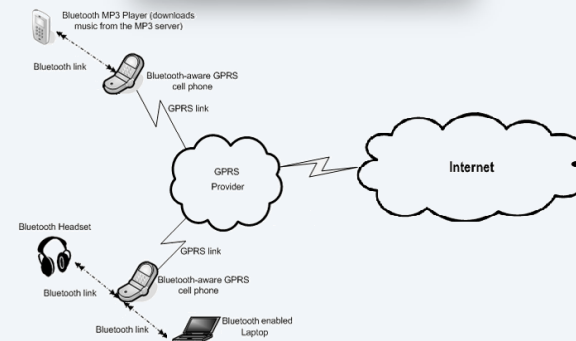 Bluetooth MP3 Player (downloads
music from the MP3 server)
Bluetooth link
Bluetooth-aware GPRS
cell phone
GPRS link
GPRS
Provider
Internet
Bluetooth Headset
GPRS link
Bluetooth-aware GPRS
cell phone
Bluetooth link
Bluetooth link
Bluetooth enabled
Laptop